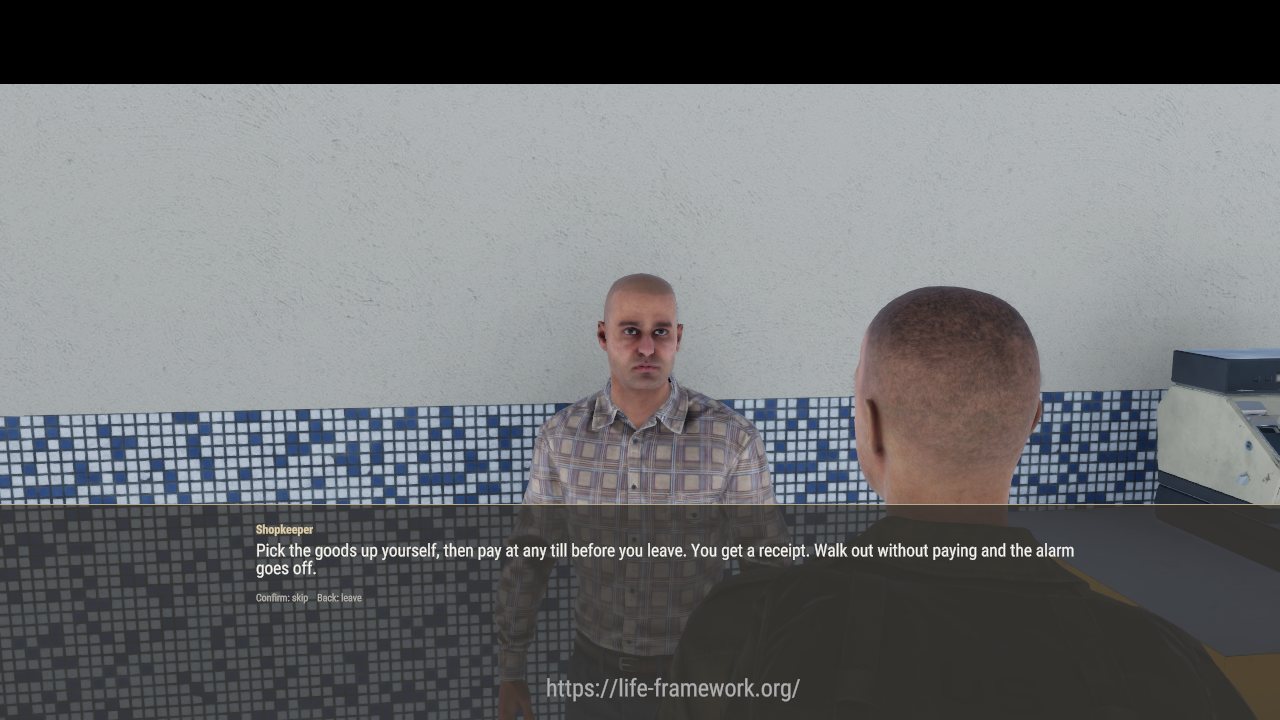 Shopkeeper
Pick the goods up yourself, then pay at any till before you leave. You get a receipt. Walk out without paying and the alarm
goes off.
Confirm: skip Back: leave
https://life-framework.org/